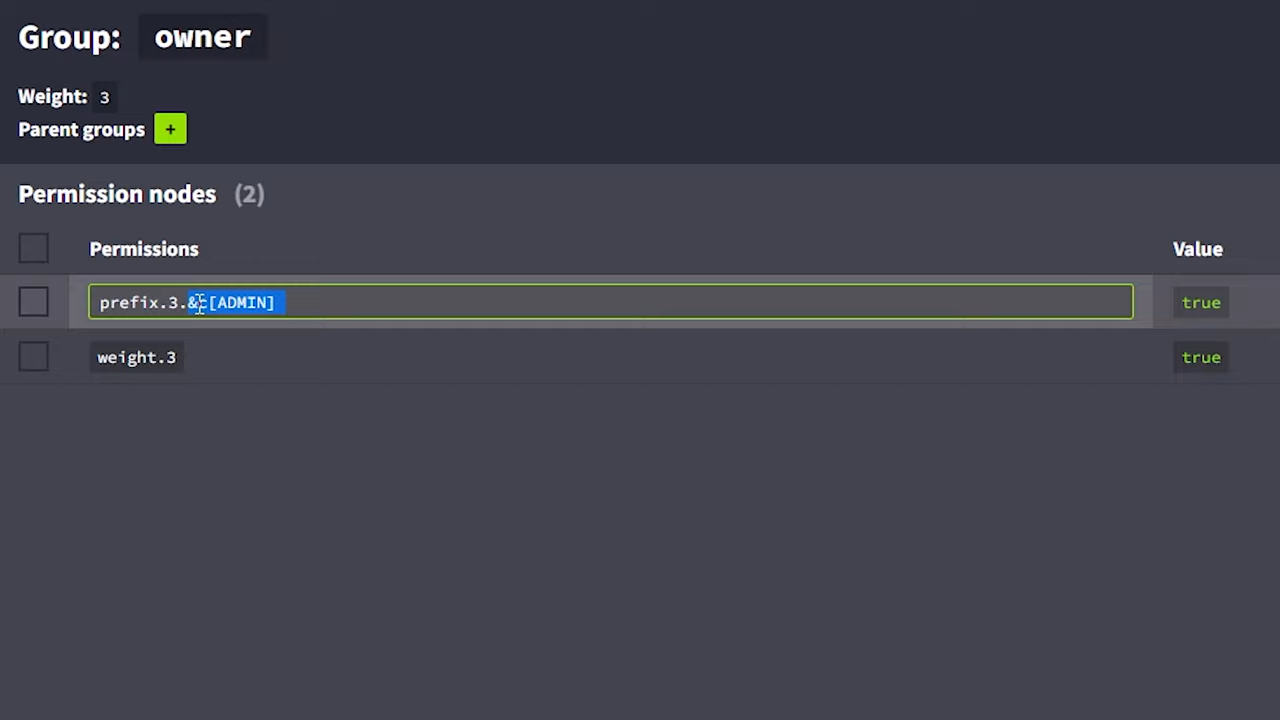 Group: owner
Weight: 3
Parent groups +
Permission nodes (2)
Permissions Value
prefix.3.&c[ADMIN] true
weight.3 true